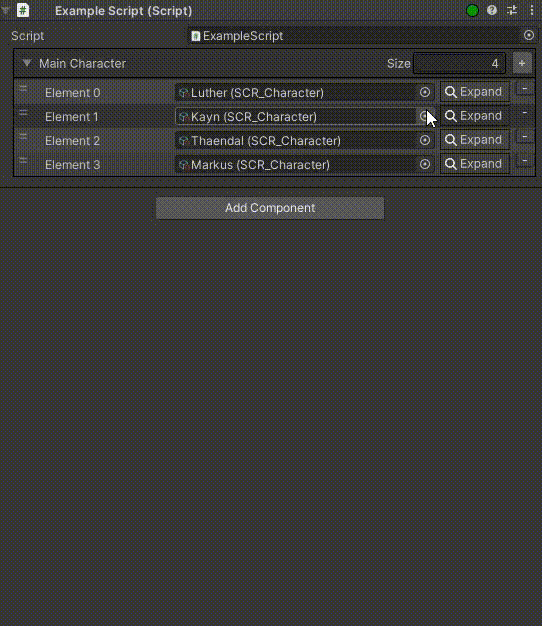 Example Script (Script)
Script ExampleScript
Main Character Size 4 +
Element 0 Luther (SCR_Character) Expand -
Element 1 Kayn (SCR_Character) Expand -
Element 2 Thaendal (SCR_Character) Expand -
Element 3 Markus (SCR_Character) Expand -
Add Component